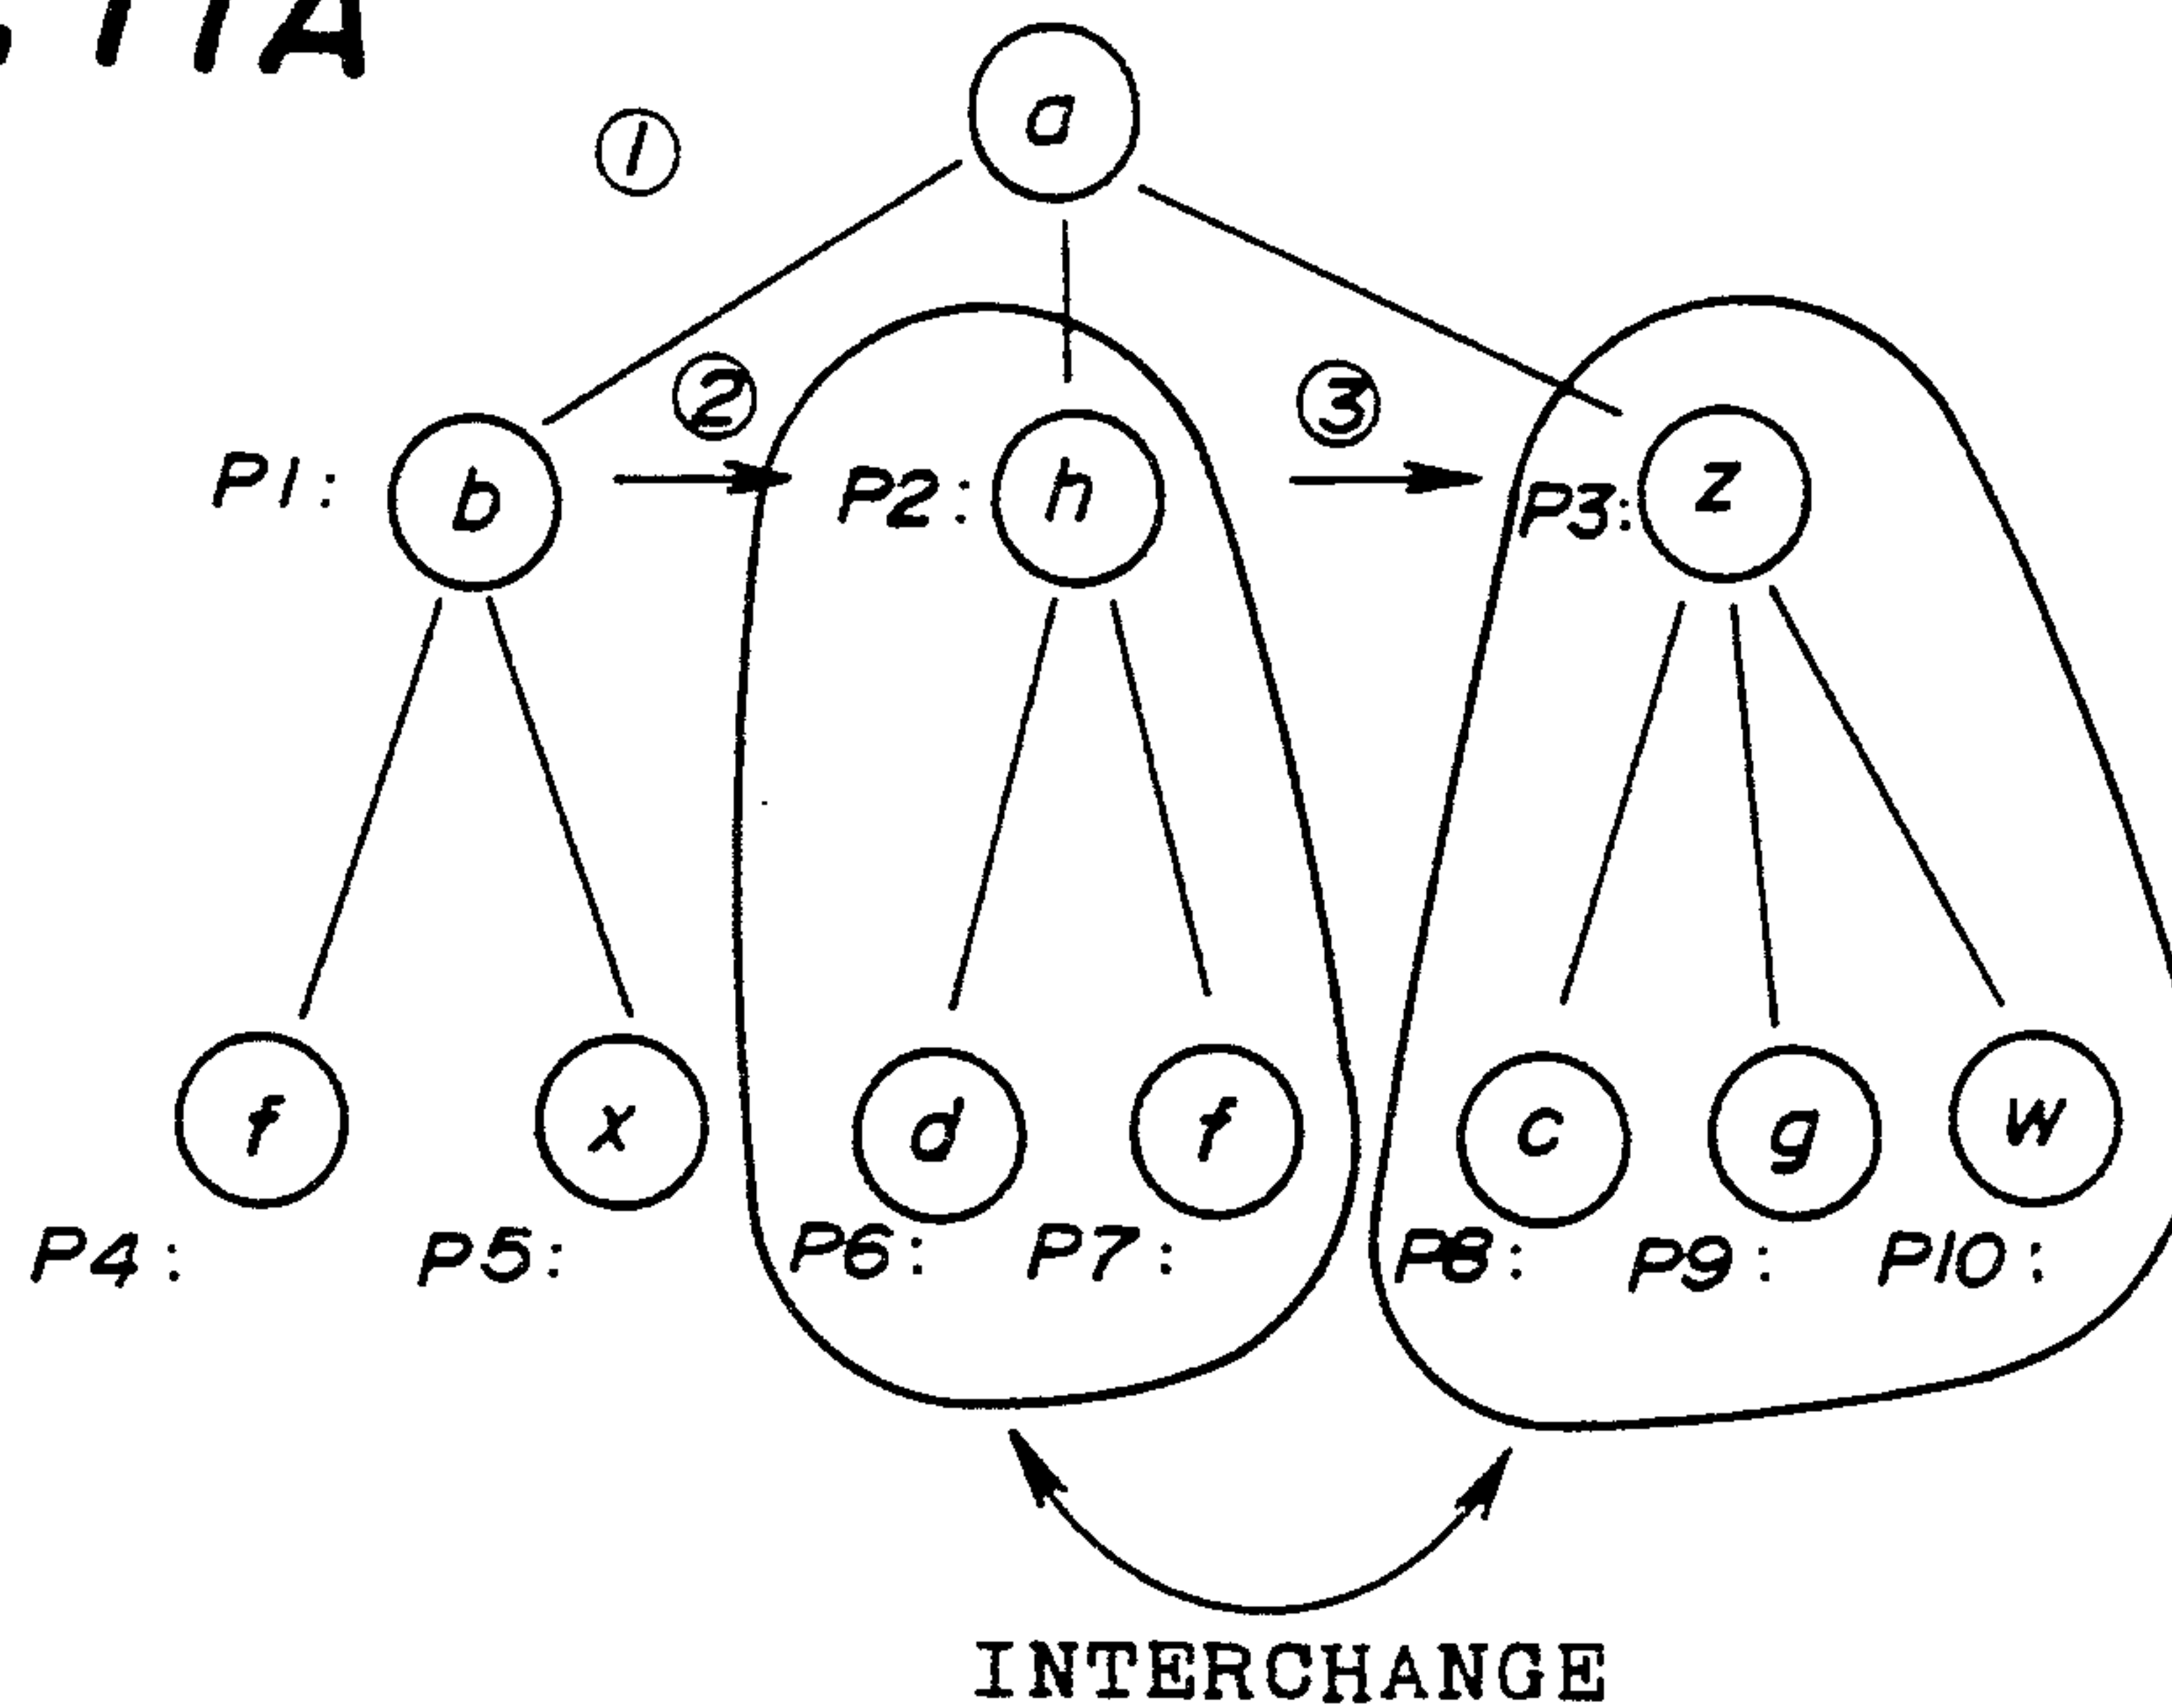 11A
a
1
2
3
P1: b
P2: h
P3: z
f
x
d
f
c
g
w
P4:
P5:
P6:
P7:
P8:
P9:
P10:
INTERCHANGE